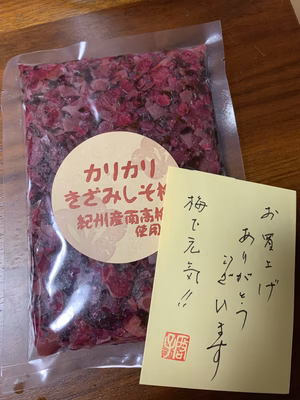 カリカリ
きざみしそ梅
紀州産南高梅
使用
お買上げ
ありがとう
ございます
梅で元気!!